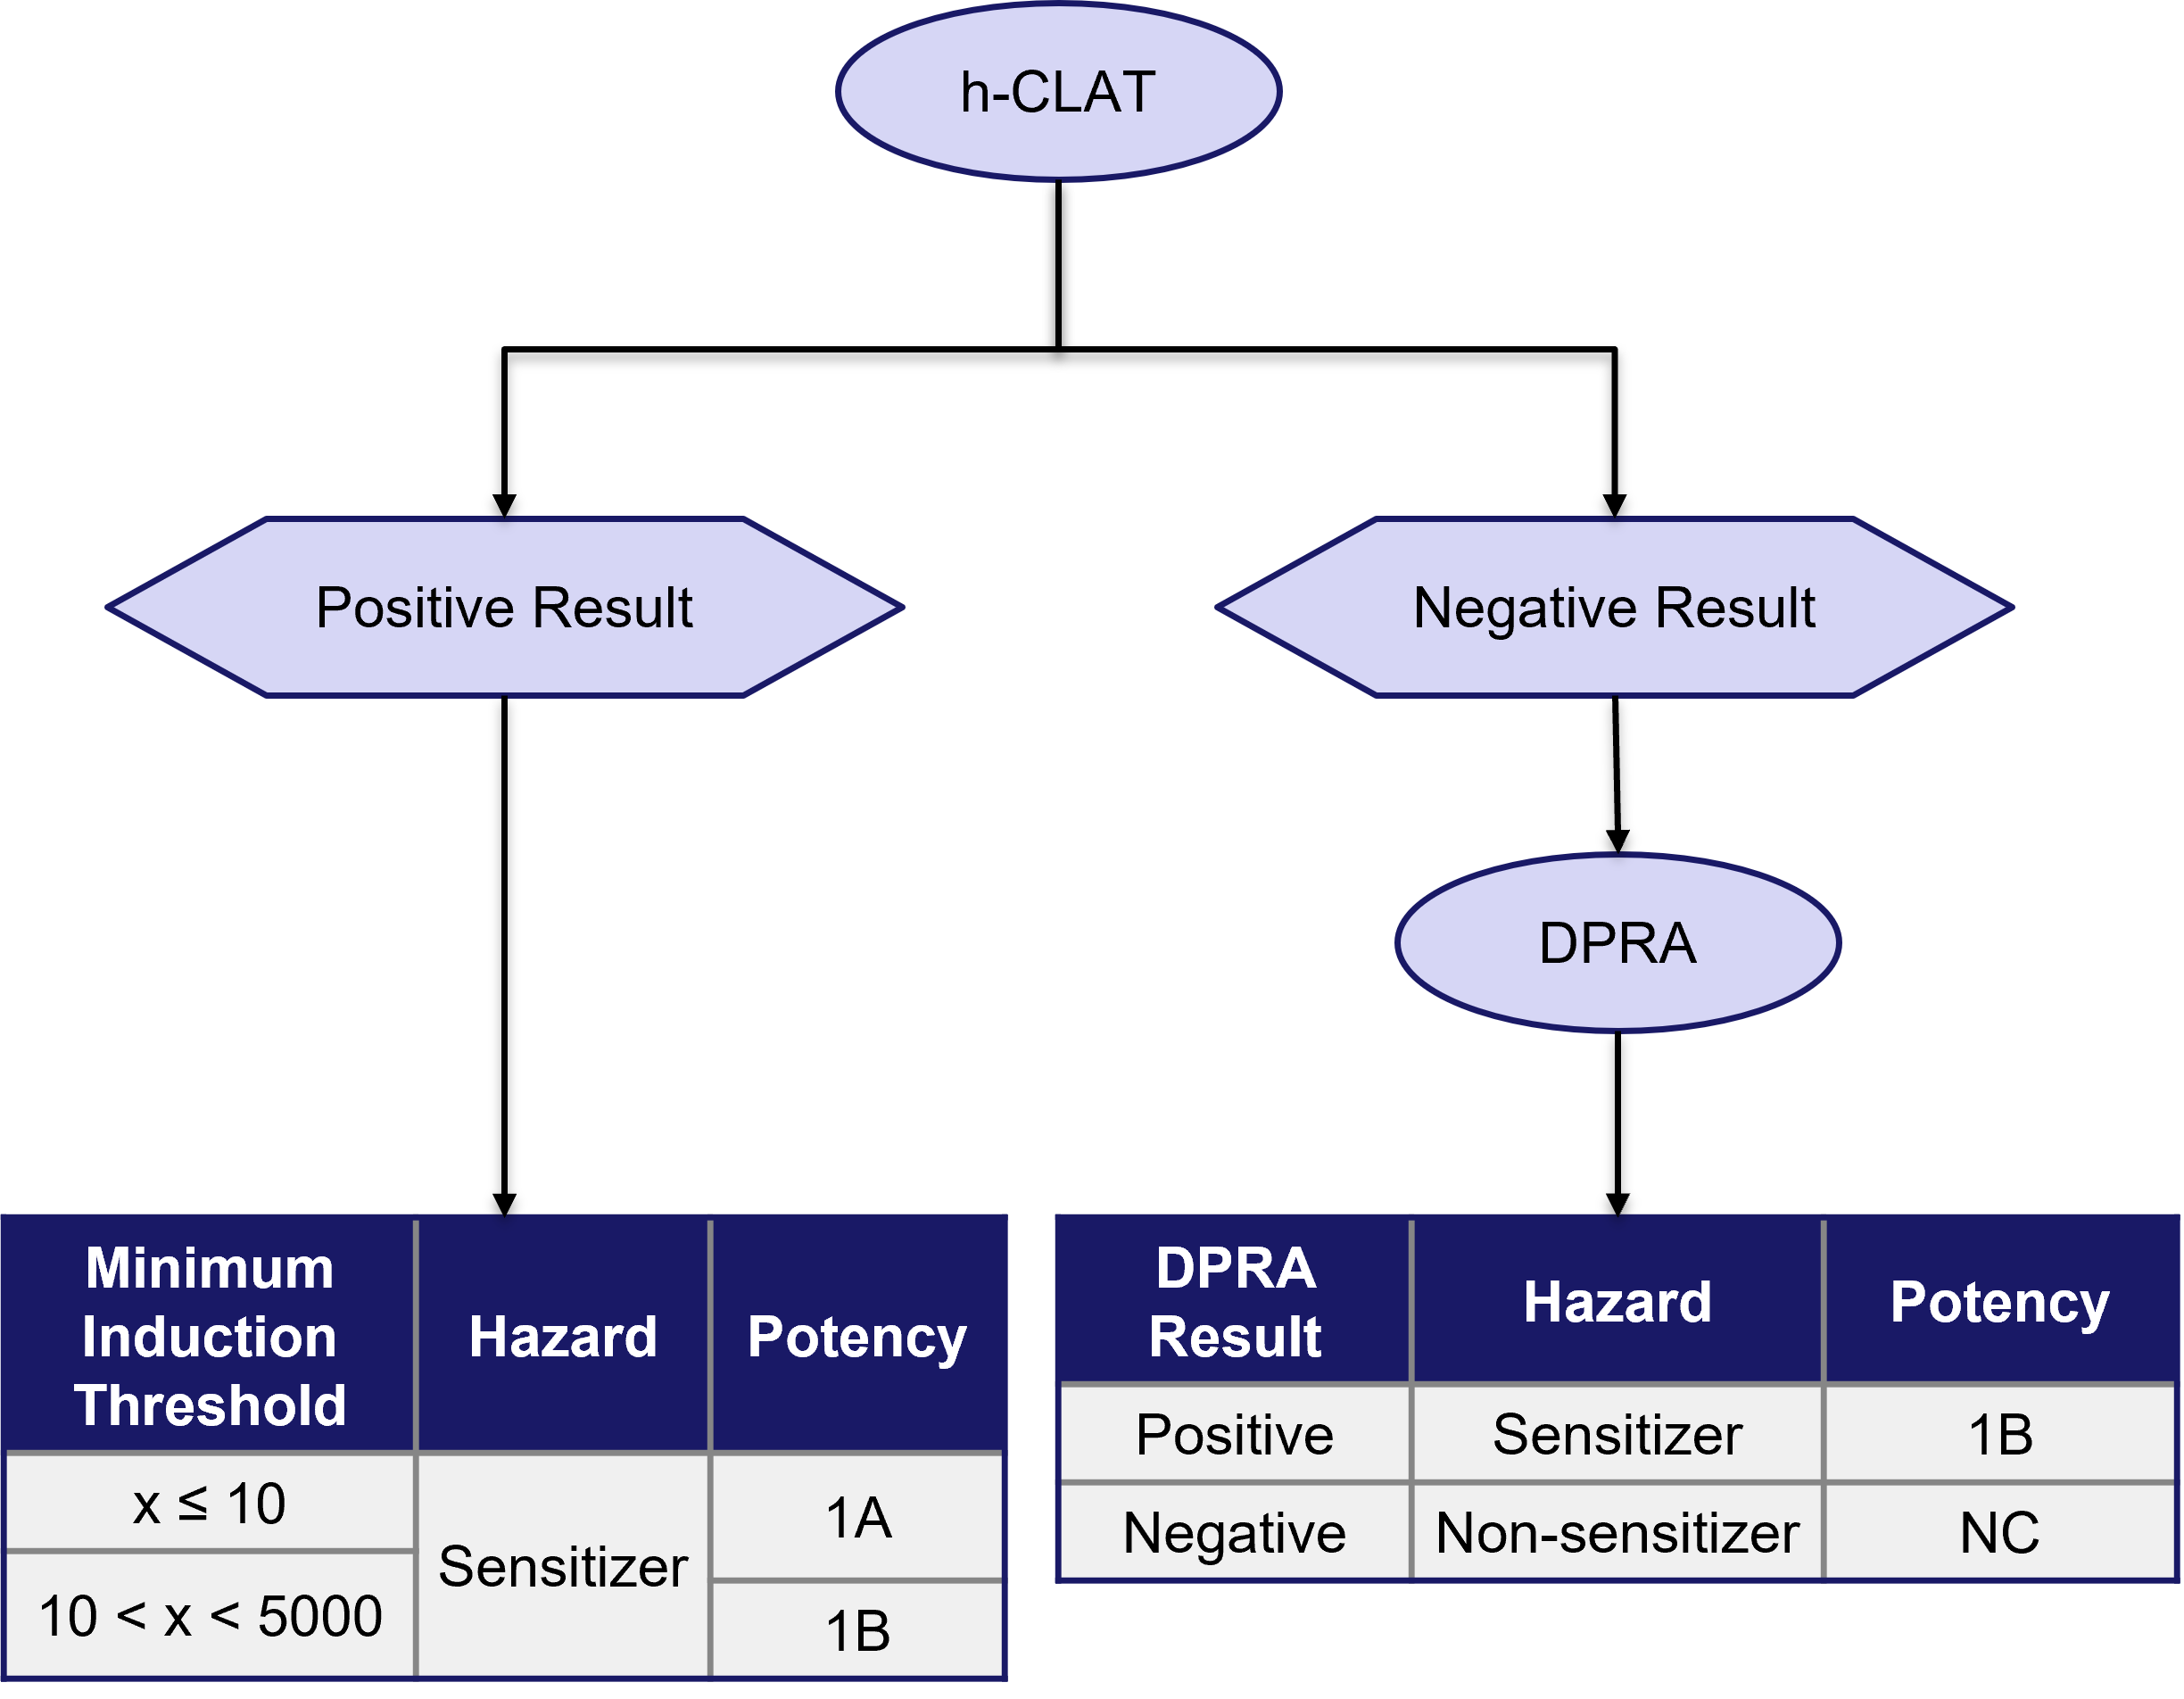 h-CLAT
Positive Result
Negative Result
DPRA
Minimum
Induction
Threshold
Hazard
Potency
x ≤ 10
10 < x < 5000
Sensitizer
1A
1B
DPRA
Result
Hazard
Potency
Positive
Sensitizer
1B
Negative
Non-sensitizer
NC